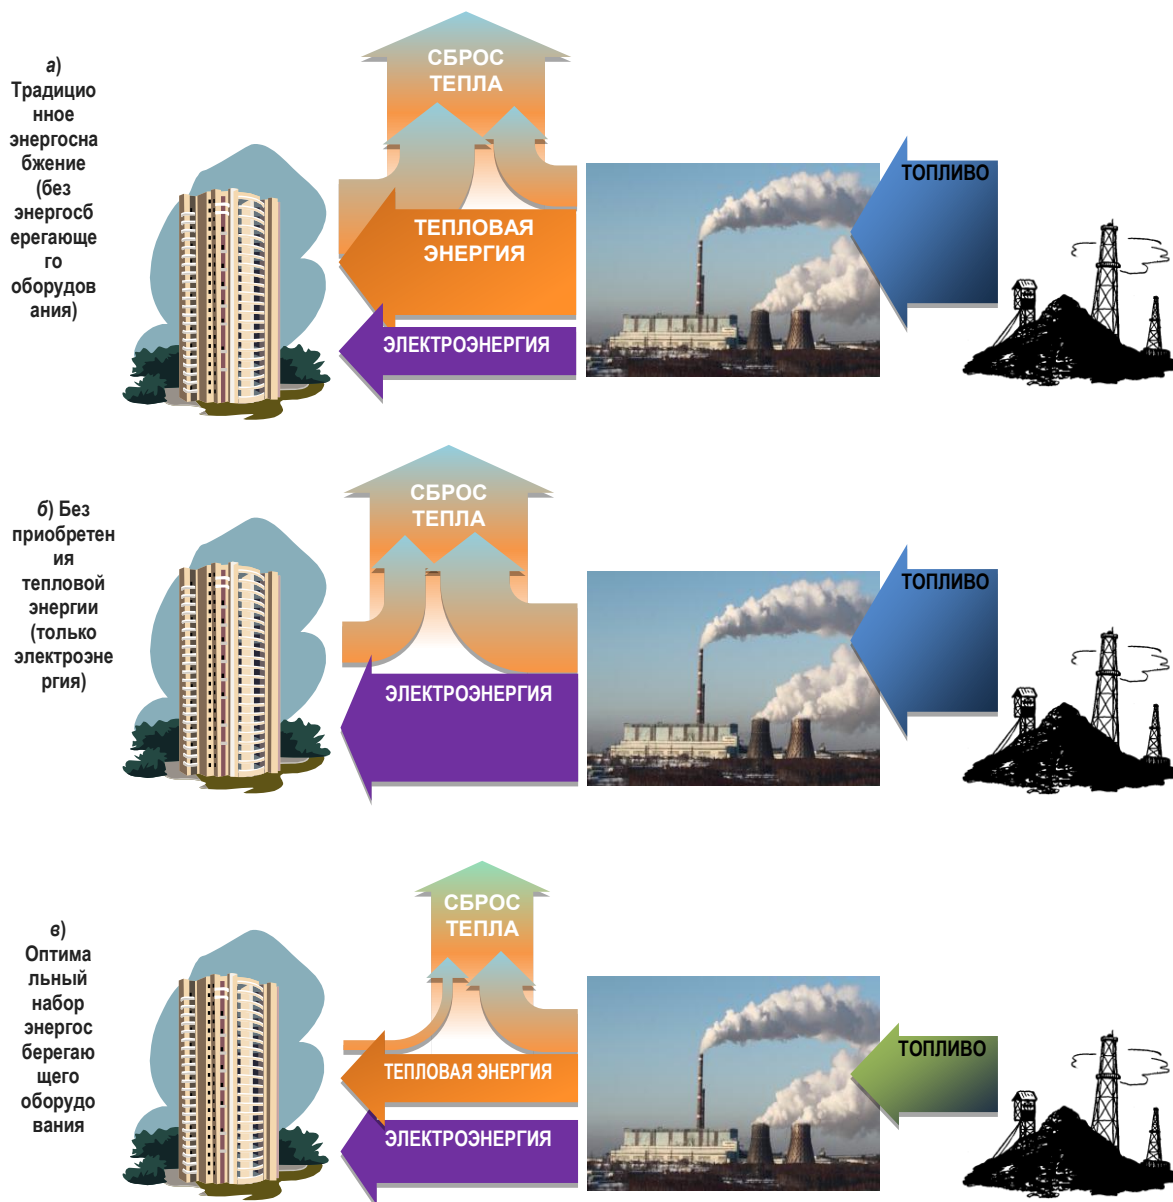 а)
Традицио
нное
энергосна
бжение
(без
энергосб
ерегающе
го
оборудов
ания)
СБРОС
ТЕПЛА
ТЕПЛОВАЯ
ЭНЕРГИЯ
ЭЛЕКТРОЭНЕРГИЯ
ТОПЛИВО
б) Без
приобретен
ия
тепловой
энергии
(только
электроэне
ргия)
СБРОС
ТЕПЛА
ЭЛЕКТРОЭНЕРГИЯ
ТОПЛИВО
в)
Оптима
льный
набор
энергос
берегаю
щего
оборудо
вания
СБРОС
ТЕПЛА
ТЕПЛОВАЯ ЭНЕРГИЯ
ЭЛЕКТРОЭНЕРГИЯ
ТОПЛИВО